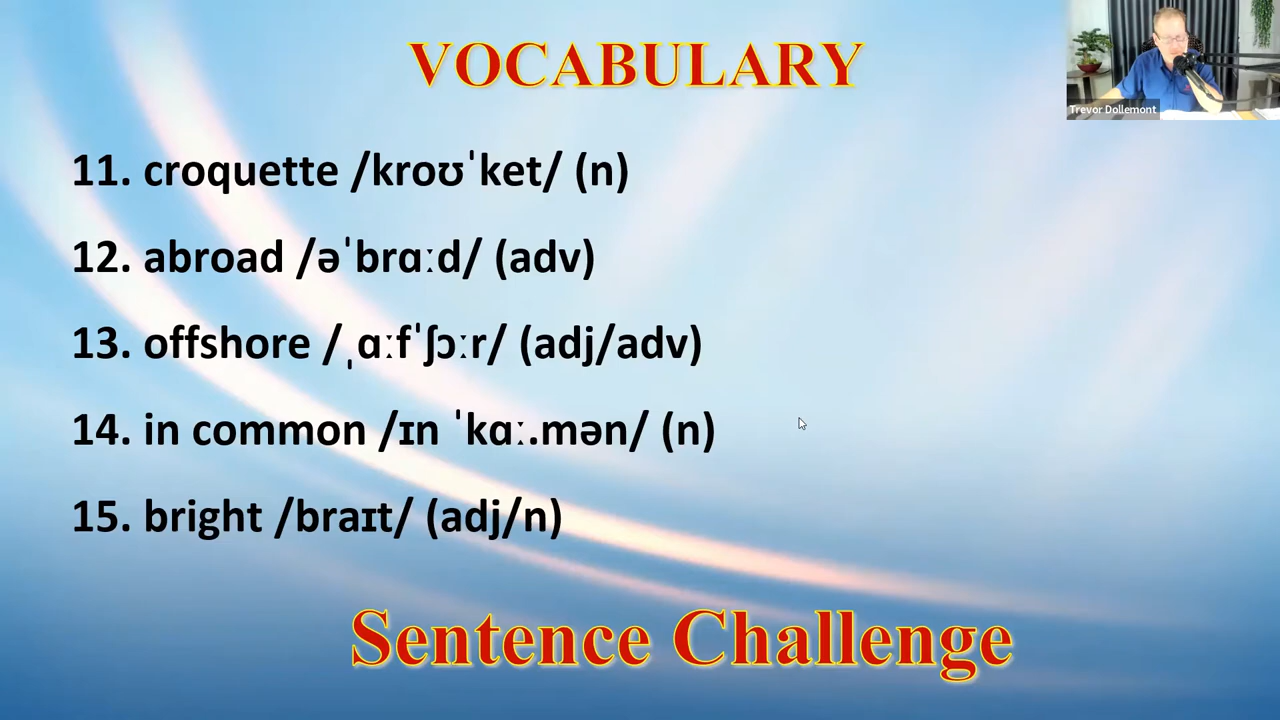 VOCABULARY
Trevor Dollemont
11. croquette /kroʊˈket/ (n)
12. abroad /əˈbrɑːd/ (adv)
13. offshore /ˌɑːfˈʃɔːr/ (adj/adv)
14. in common /ɪn ˈkɑː.mən/ (n)
15. bright /braɪt/ (adj/n)
Sentence Challenge